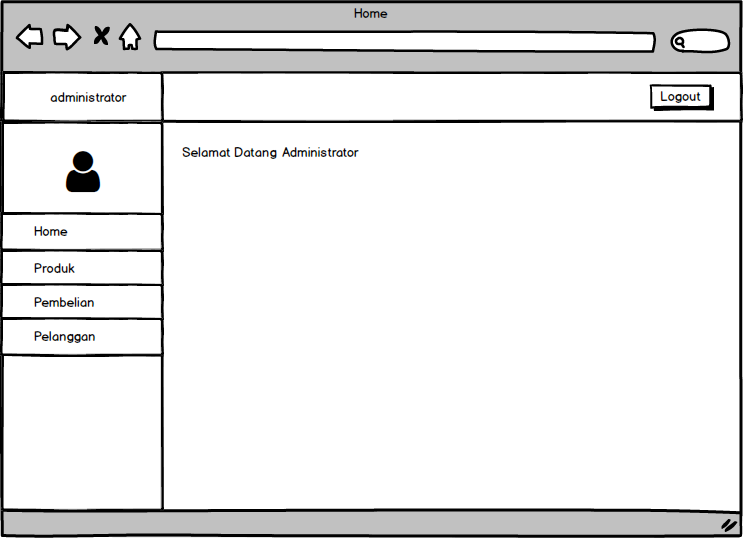 Home
administrator
Logout
Selamat Datang Administrator
Home
Produk
Pembelian
Pelanggan